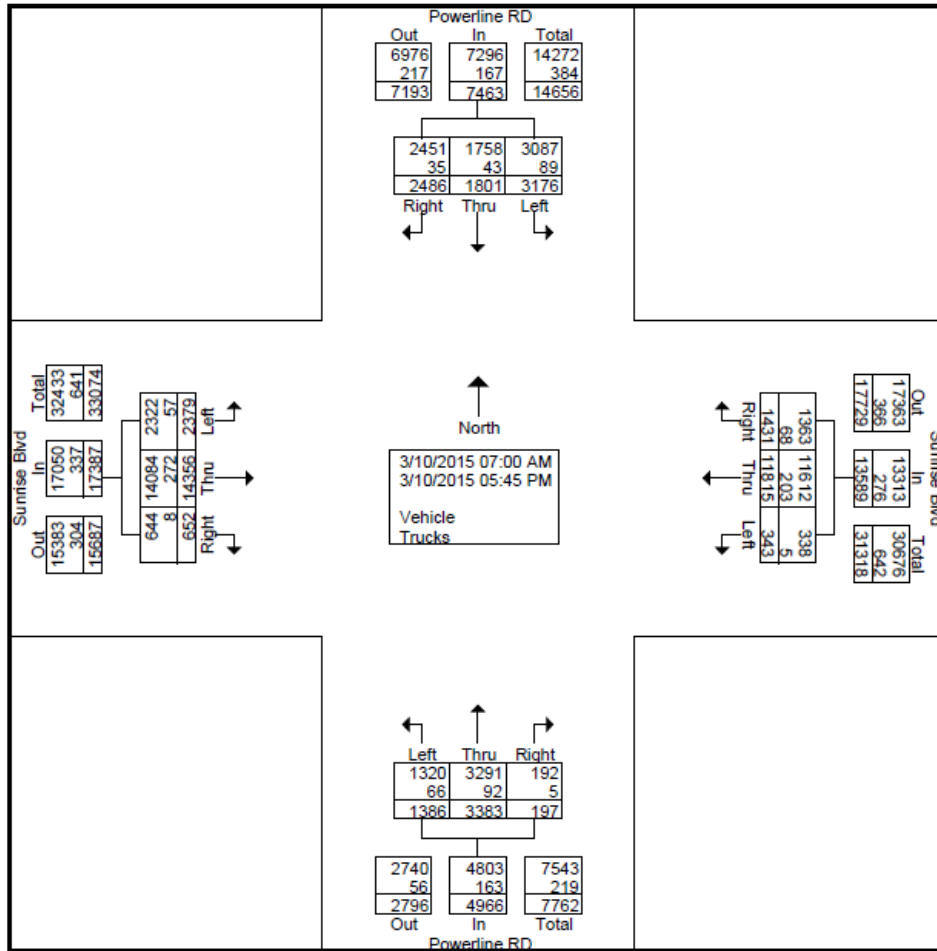 Powerline RD
Out In Total
6976 7296 14272
217 167 384
7193 7463 14656
2451 1758 3087
35 43 89
2486 1801 3176
Right Thru Left
Sunrise Blvd
Total
32433
641
33074
In
17050
337
17387
Out
15383
304
15687
2322
57
2379
Left
14084
272
14356
Thru
644
8
652
Right
North
3/10/2015 07:00 AM
3/10/2015 05:45 PM
Vehicle
Trucks
Right
1363
68
1431
Thru
11612
203
11815
Left
338
5
343
Out
17363
366
17729
In
13313
276
13589
Total
30676
642
31318
Sunrise Blvd
Left Thru Right
1320 3291 192
66 92 5
1386 3383 197
2740 4803 7543
56 163 219
2796 4966 7762
Out In Total
Powerline RD